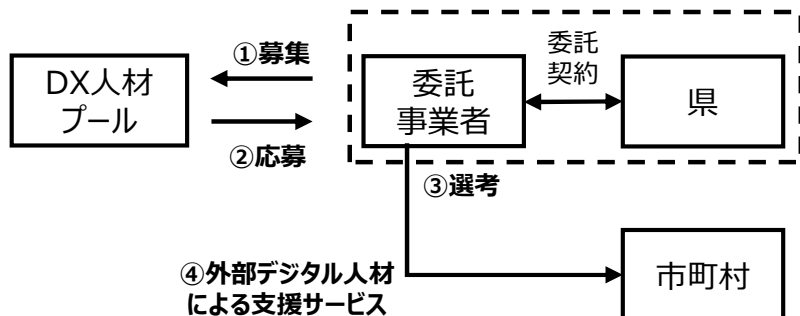 ①募集
DX人材
プール
②応募
委託
事業者
委託
契約
県
③選考
④外部デジタル人材
による支援サービス
市町村